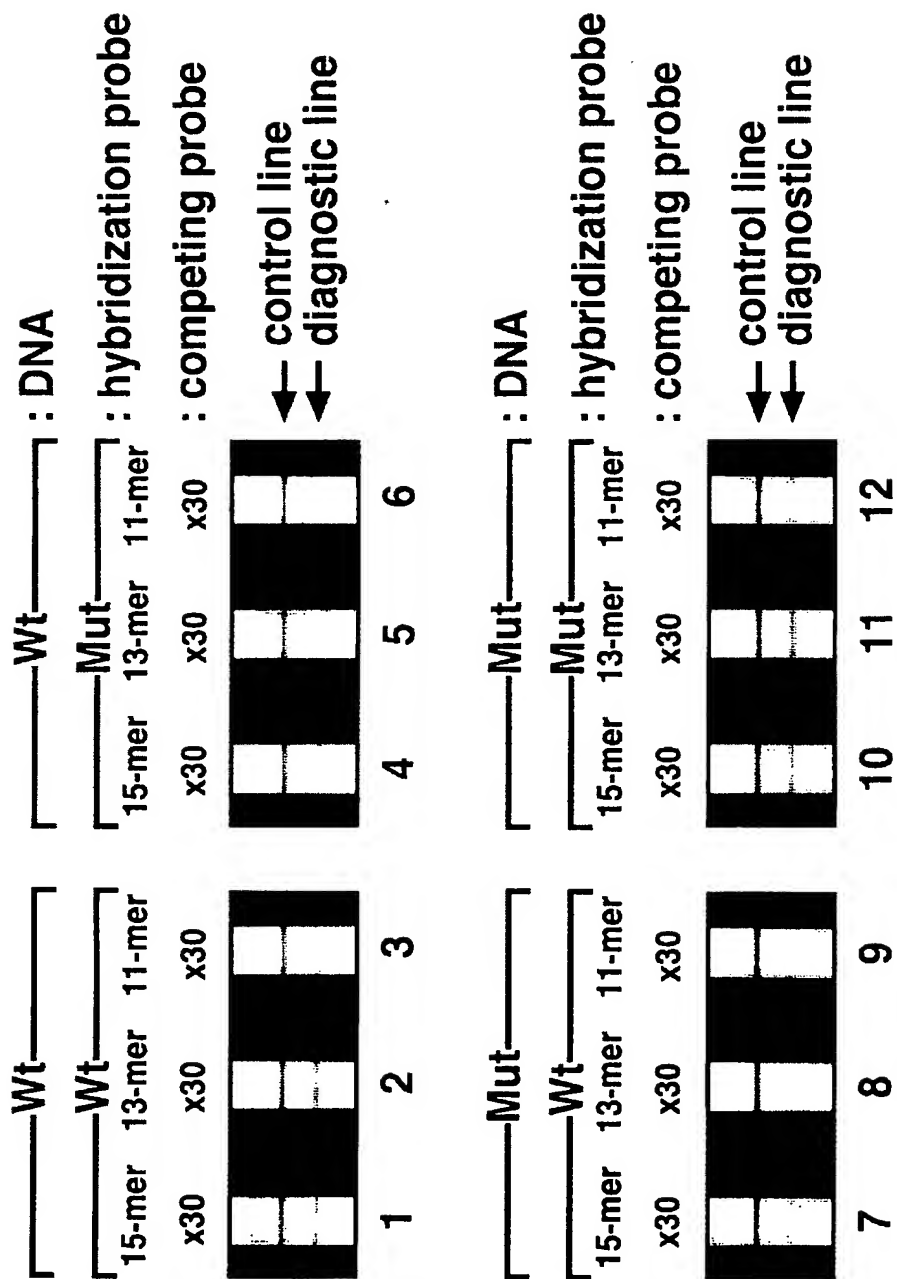 Wt Wt : DNA
Wt Mut : hybridization probe
15-mer 13-mer 11-mer 15-mer 13-mer 11-mer
x30 x30 x30 x30 x30 x30 : competing probe
control line
diagnostic line
1 2 3 4 5 6
Mut Mut : DNA
Wt Mut : hybridization probe
15-mer 13-mer 11-mer 15-mer 13-mer 11-mer
x30 x30 x30 x30 x30 x30 : competing probe
control line
diagnostic line
7 8 9 10 11 12